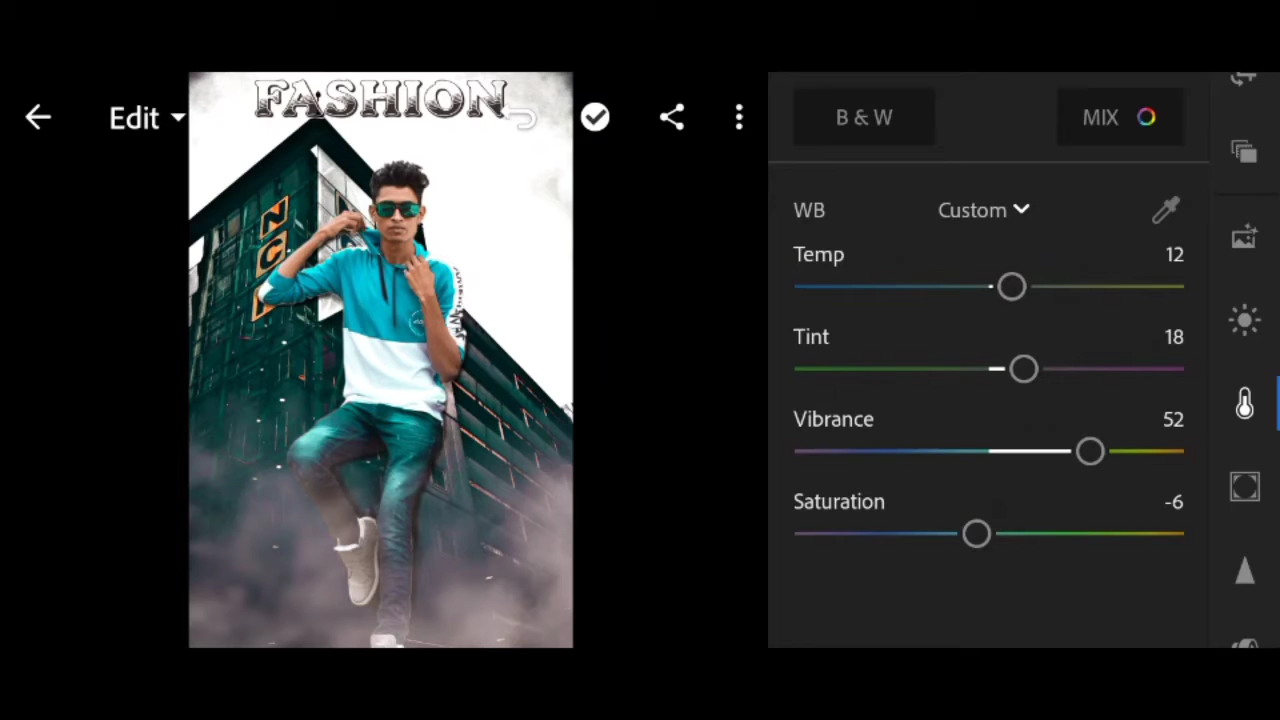 FASHION
Edit
B & W
MIX
WB
Custom
Temp
12
Tint
18
Vibrance
52
Saturation
-6
N
C